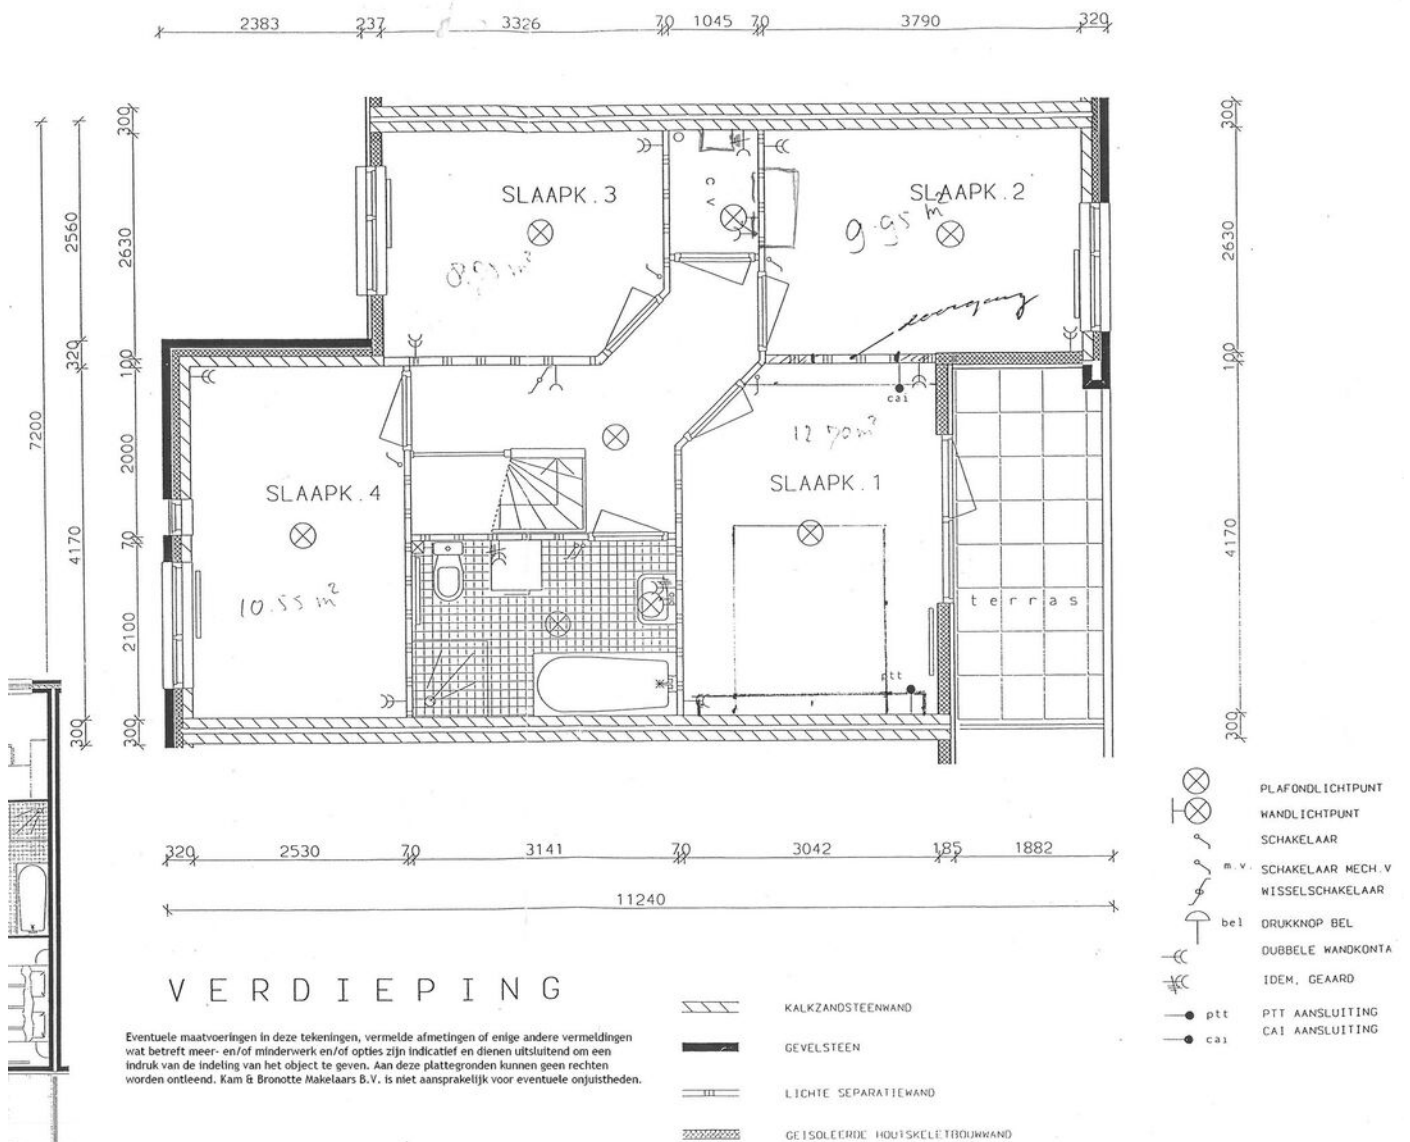 2383 237 3326 70 1045 70 3790 320
300
2560
2630
320
100
7200
2000
4170
70
2100
300
300
300
2630
100
4170
300
SLAAPK.3
c v
SLAAPK.2
9.95 m²
doorgang
cai
12.70 m²
SLAAPK.1
SLAAPK.4
10.55 m²
terras
ptt
320 2530 70 3141 70 3042 185 1882
11240
VERDIEPING
Eventuele maatvoeringen in deze tekeningen, vermelde afmetingen of enige andere vermeldingen
wat betreft meer- en/of minderwerk en/of opties zijn indicatief en dienen uitsluitend om een
indruk van de indeling van het object te geven. Aan deze plattegronden kunnen geen rechten
worden ontleend. Kam & Bronotte Makelaars B.V. is niet aansprakelijk voor eventuele onjuistheden.
KALKZANDSTEENWAND
GEVELSTEEN
LICHTE SEPARATIEWAND
GEISOLEERDE HOUTSKELETBOUWWAND
PLAFONDLICHTPUNT
WANDLICHTPUNT
SCHAKELAAR
m.v. SCHAKELAAR MECH.V
WISSELSCHAKELAAR
bel DRUKKNOP BEL
DUBBELE WANDKONTA
IDEM, GEAARD
ptt PTT AANSLUITING
cai CAI AANSLUITING